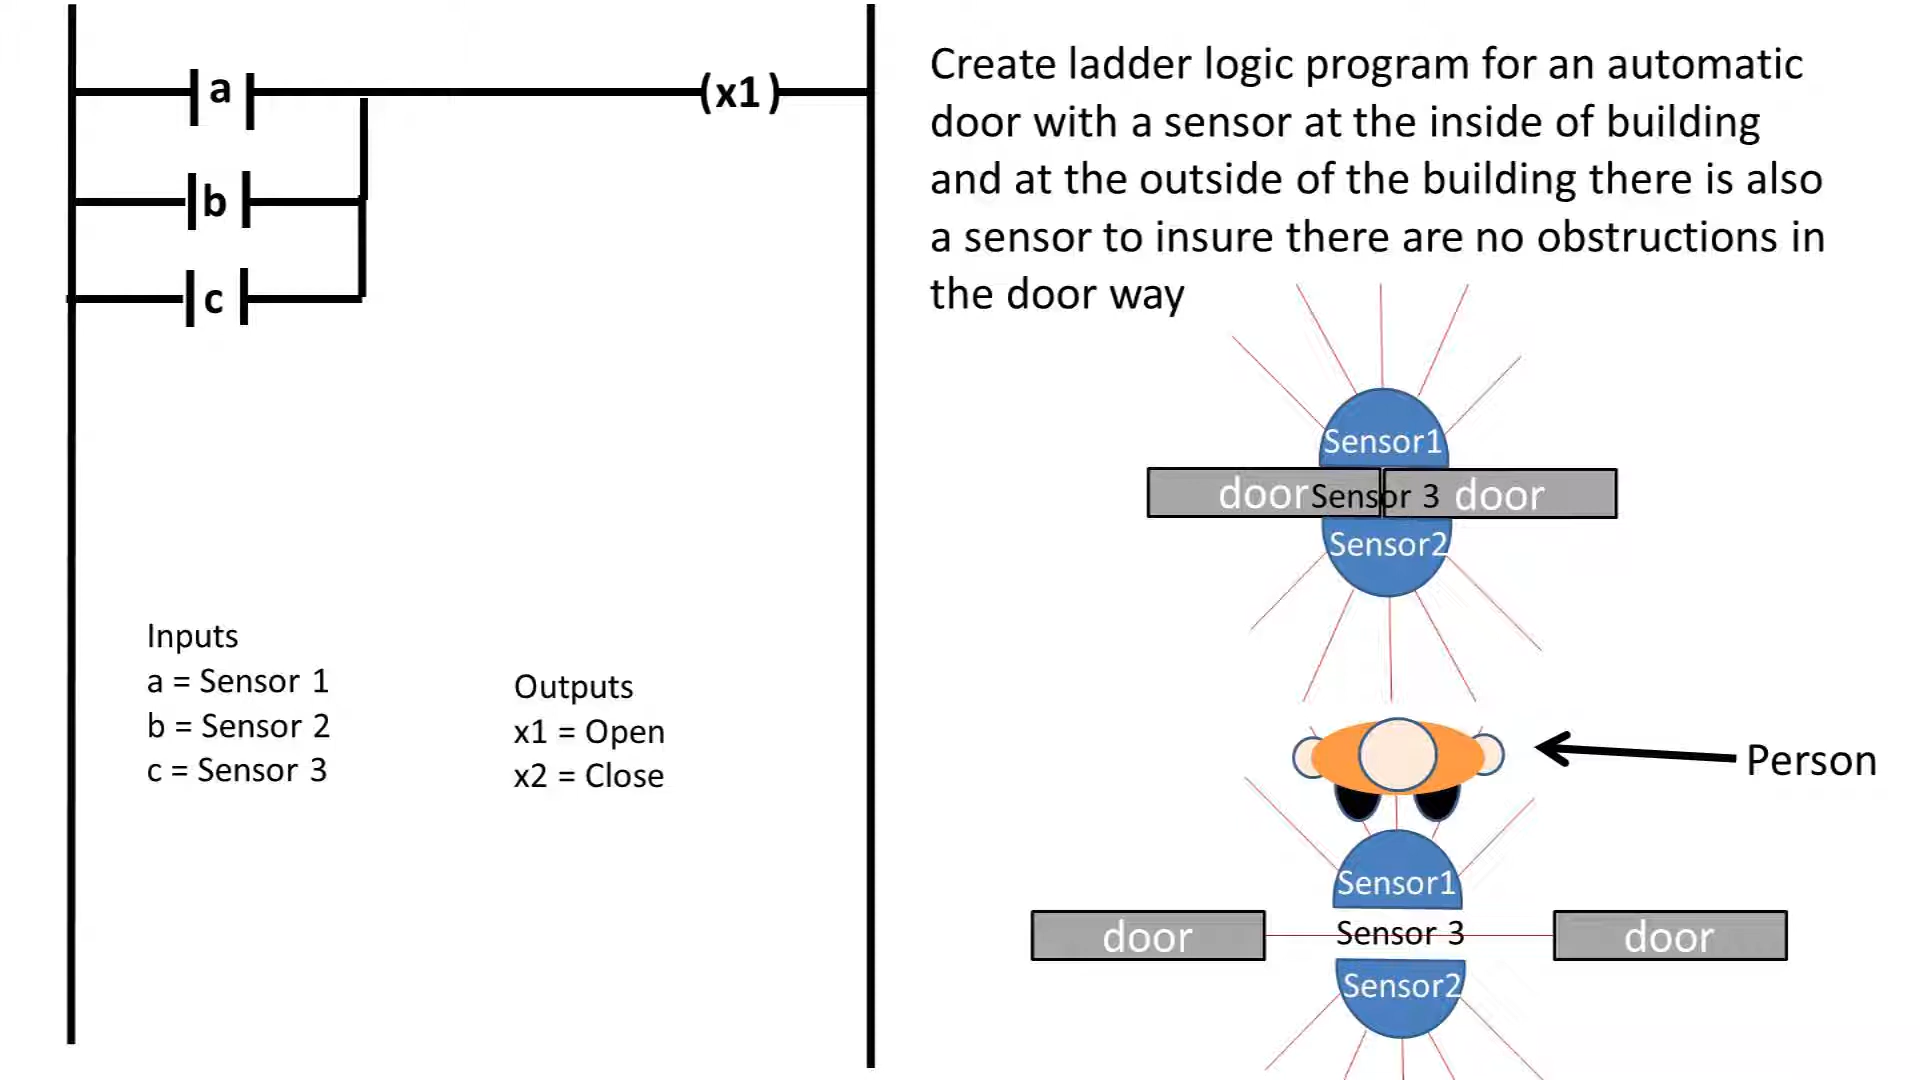 a
(x1)
b
c
Inputs
a = Sensor 1
b = Sensor 2
c = Sensor 3
Outputs
x1 = Open
x2 = Close
Create ladder logic program for an automatic
door with a sensor at the inside of building
and at the outside of the building there is also
a sensor to insure there are no obstructions in
the door way
Sensor1
door Sensor 3 door
Sensor2
Person
Sensor1
door Sensor 3 door
Sensor2